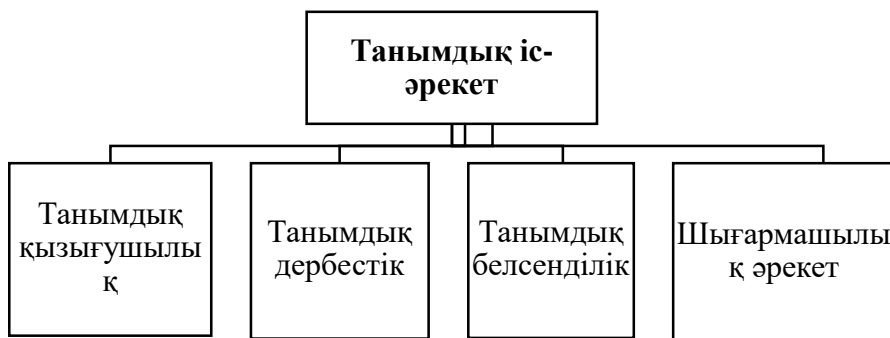 Танымдық іс-
әрекет
Танымдық
қызығушылы
қ
Танымдық
дербестік
Танымдық
белсенділік
Шығармашылы
қ әрекет